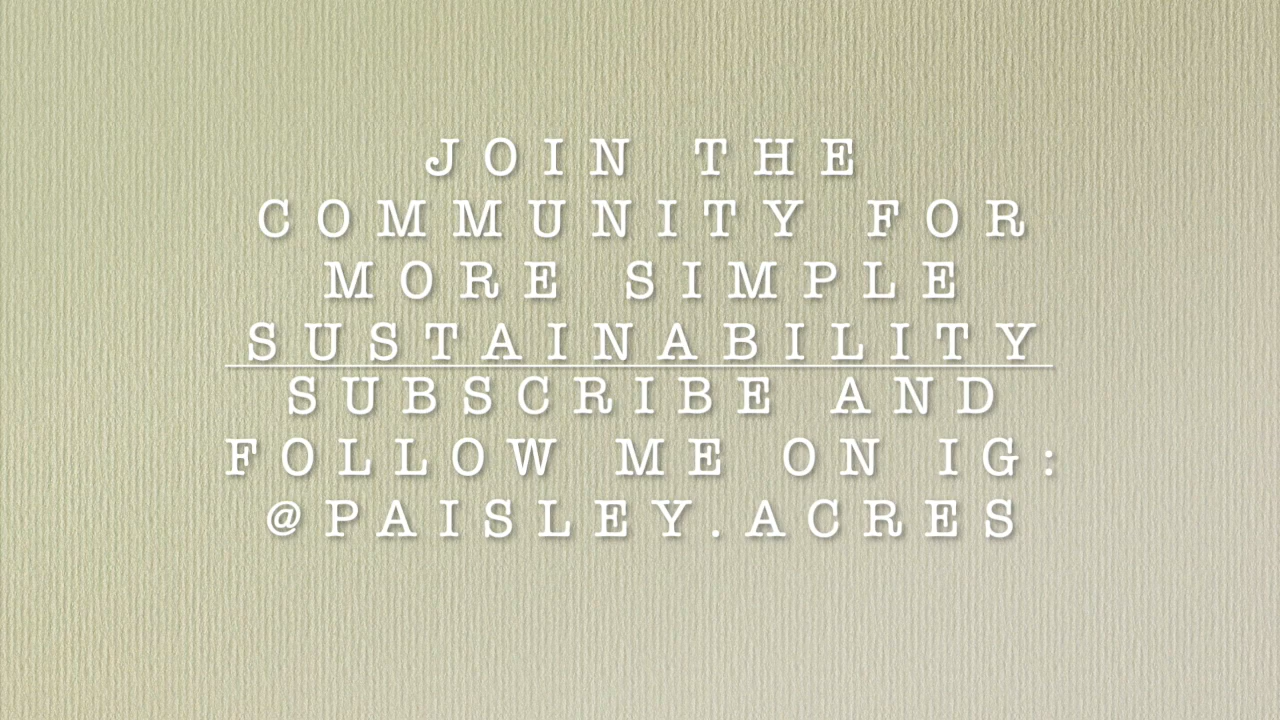 JOIN THE
COMMUNITY FOR
MORE SIMPLE
SUSTAINABILITY
SUBSCRIBE AND
FOLLOW ME ON IG:
@PAISLEY.ACRES